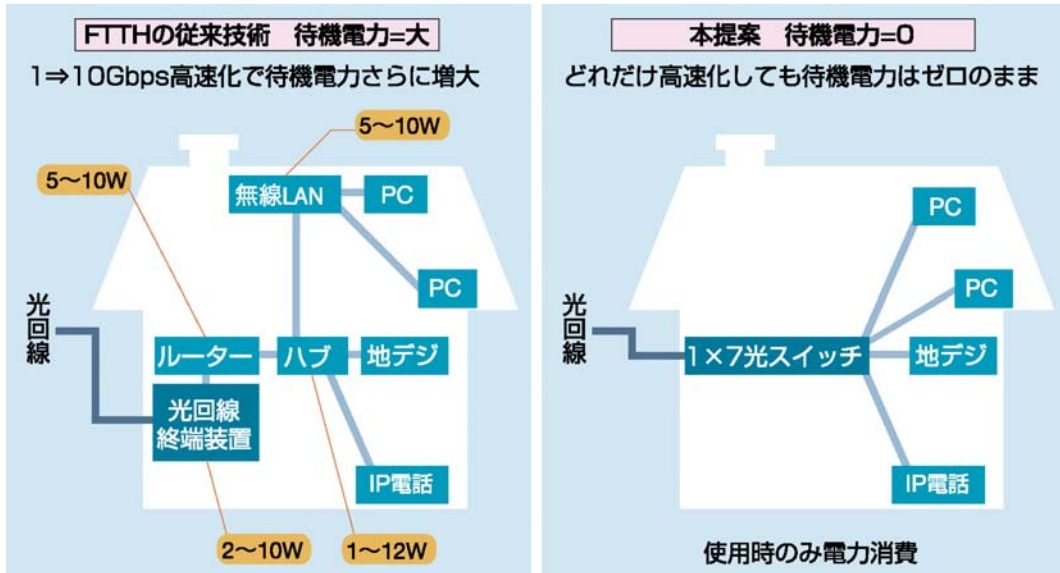 FTTHの従来技術　待機電力=大
1⇒10Gbps高速化で待機電力さらに増大
5〜10W
5〜10W
無線LAN
PC
PC
光回線
ルーター
ハブ
地デジ
光回線
終端装置
IP電話
2〜10W
1〜12W
本提案　待機電力=0
どれだけ高速化しても待機電力はゼロのまま
PC
PC
光回線
1×7光スイッチ
地デジ
IP電話
使用時のみ電力消費